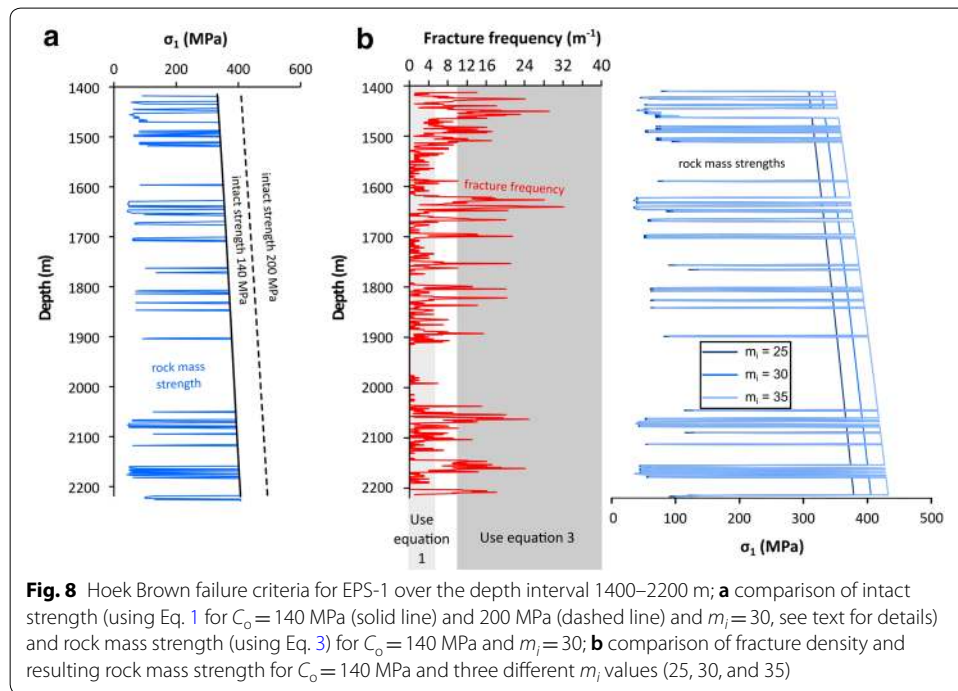 a
σ1 (MPa)
0 200 400 600
Depth (m)
1400
1500
1600
1700
1800
1900
2000
2100
2200
intact strength 140 MPa
intact strength 200 MPa
rock mass
strength
b
Fracture frequency (m-1)
0 4 8 12 16 24 32 40
Depth (m)
1400
1500
1600
1700
1800
1900
2000
2100
2200
fracture frequency
Use
equation
1
Use equation 3
rock mass strengths
mi = 25
mi = 30
mi = 35
0 100 200 300 400 500
σ1 (MPa)
Fig. 8 Hoek Brown failure criteria for EPS-1 over the depth interval 1400–2200 m; a comparison of intact
strength (using Eq. 1 for Co = 140 MPa (solid line) and 200 MPa (dashed line) and mi = 30, see text for details)
and rock mass strength (using Eq. 3) for Co = 140 MPa and mi = 30; b comparison of fracture density and
resulting rock mass strength for Co = 140 MPa and three different mi values (25, 30, and 35)